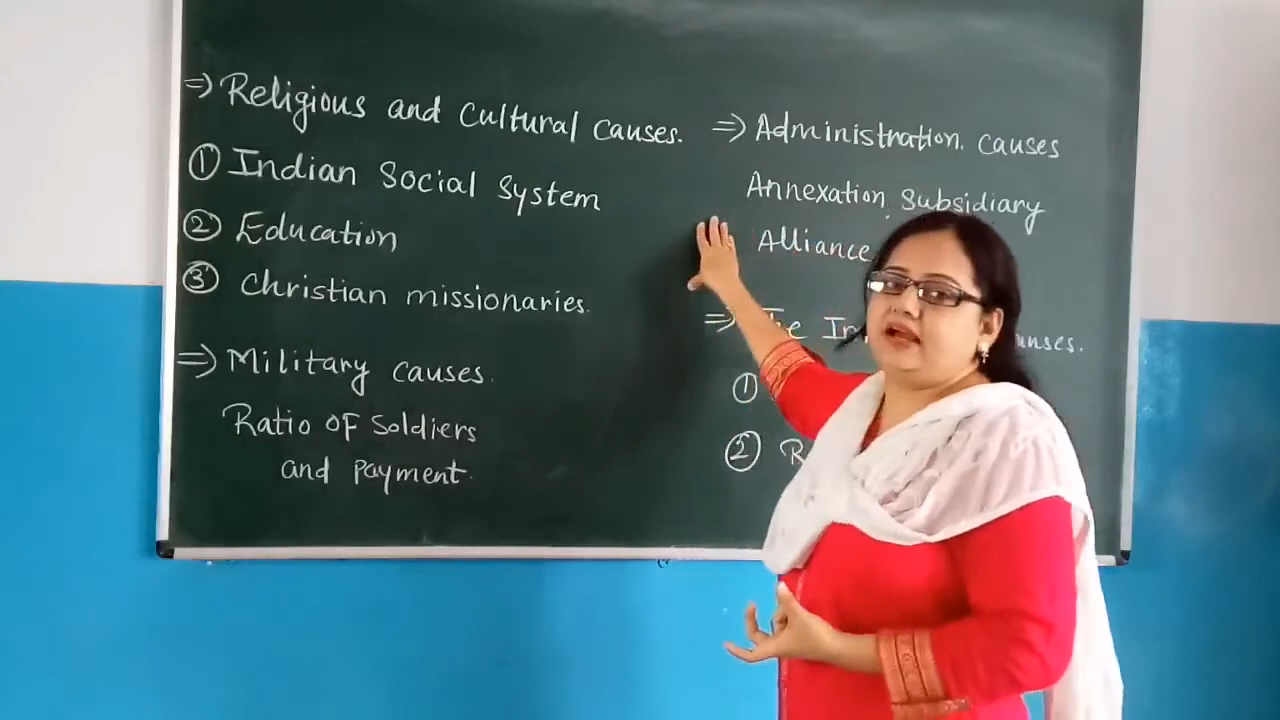 ⇒ Religious and Cultural causes.
① Indian Social System
② Education
③ Christian missionaries.
⇒ Military causes.
Ratio OF Soldiers
and Payment.
⇒ Administration. causes
Annexation, Subsidiary
Alliance
⇒
①
②